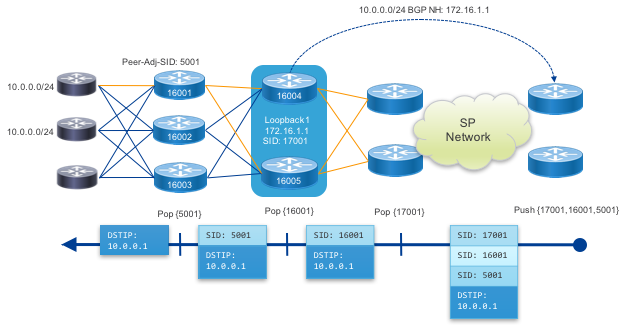 10.0.0.0/24 BGP NH: 172.16.1.1
Peer-Adj-SID: 5001
10.0.0.0/24
16001
16004
10.0.0.0/24
16002
Loopback1
172.16.1.1
SID: 17001
SP
Network
16003
16005
Pop {5001}
Pop {16001}
Pop {17001}
Push {17001,16001,5001}
DSTIP:
10.0.0.1
SID: 5001
DSTIP:
10.0.0.1
SID: 16001
DSTIP:
10.0.0.1
SID: 17001
SID: 16001
SID: 5001
DSTIP:
10.0.0.1